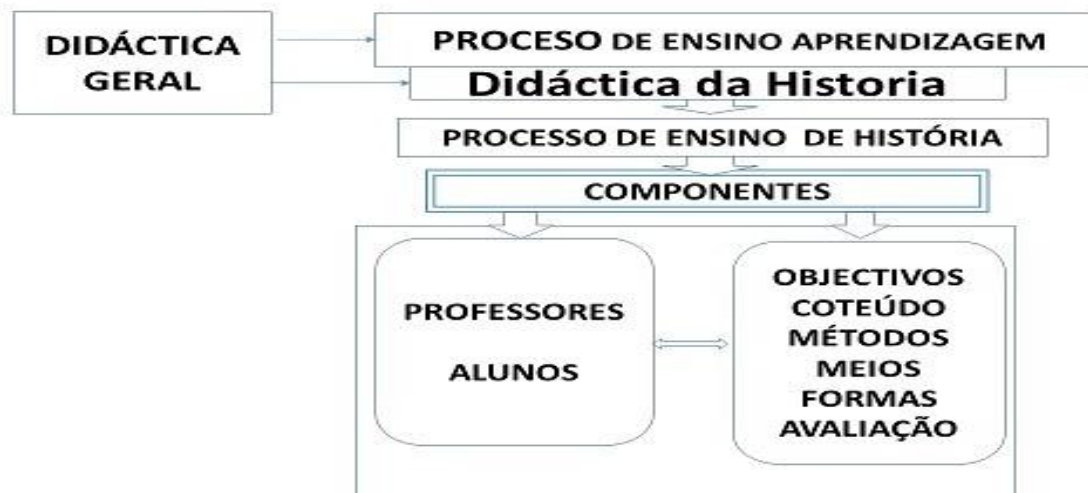 DIDÁCTICA
GERAL
PROCESO DE ENSINO APRENDIZAGEM
Didáctica da Historia
PROCESSO DE ENSINO DE HISTÓRIA
COMPONENTES
PROFESSORES
ALUNOS
OBJECTIVOS
COTEÚDO
MÉTODOS
MEIOS
FORMAS
AVALIAÇÃO